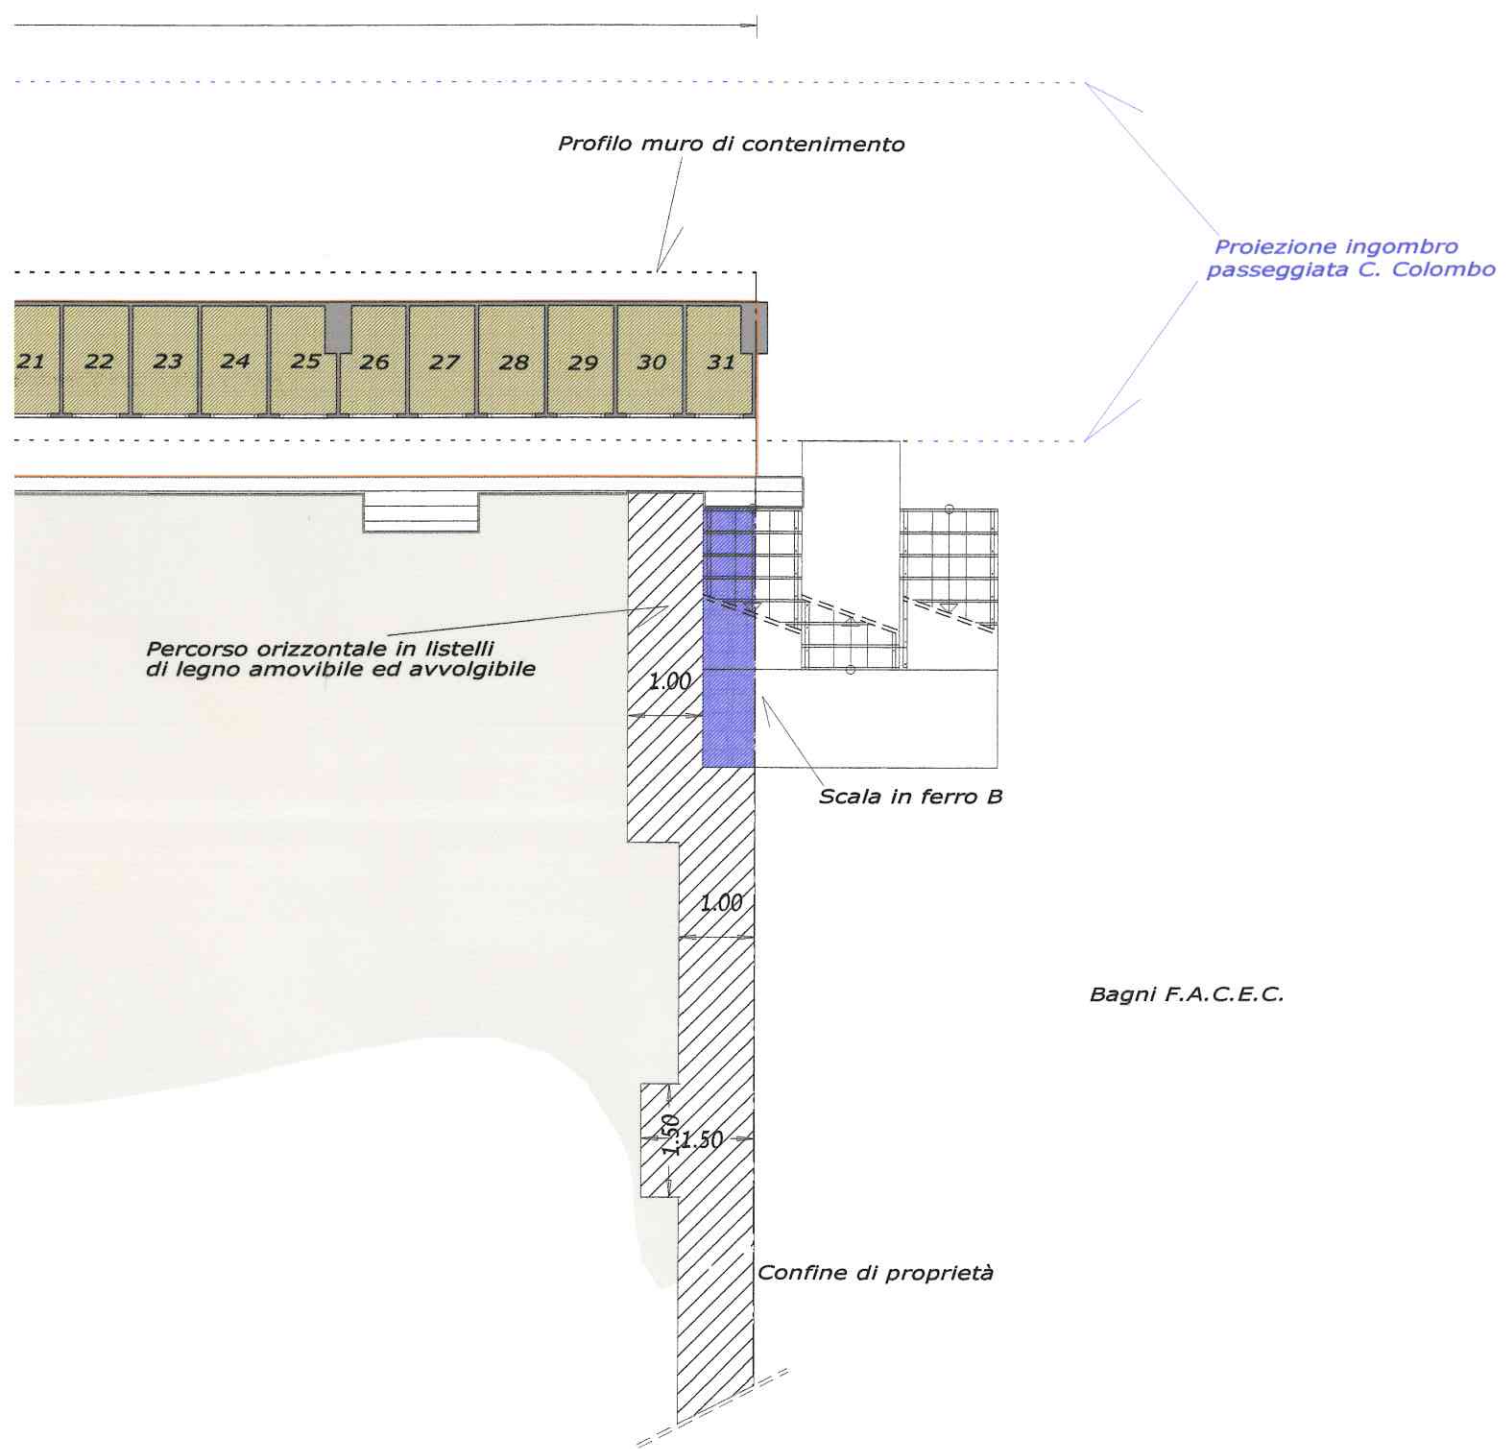 Profilo muro di contenimento
Proiezione ingombro
passeggiata C. Colombo
21 22 23 24 25 26 27 28 29 30 31
Percorso orizzontale in listelli
di legno amovibile ed avvolgibile
1.00
Scala in ferro B
1.00
Bagni F.A.C.E.C.
1.50
1.50
Confine di proprietà